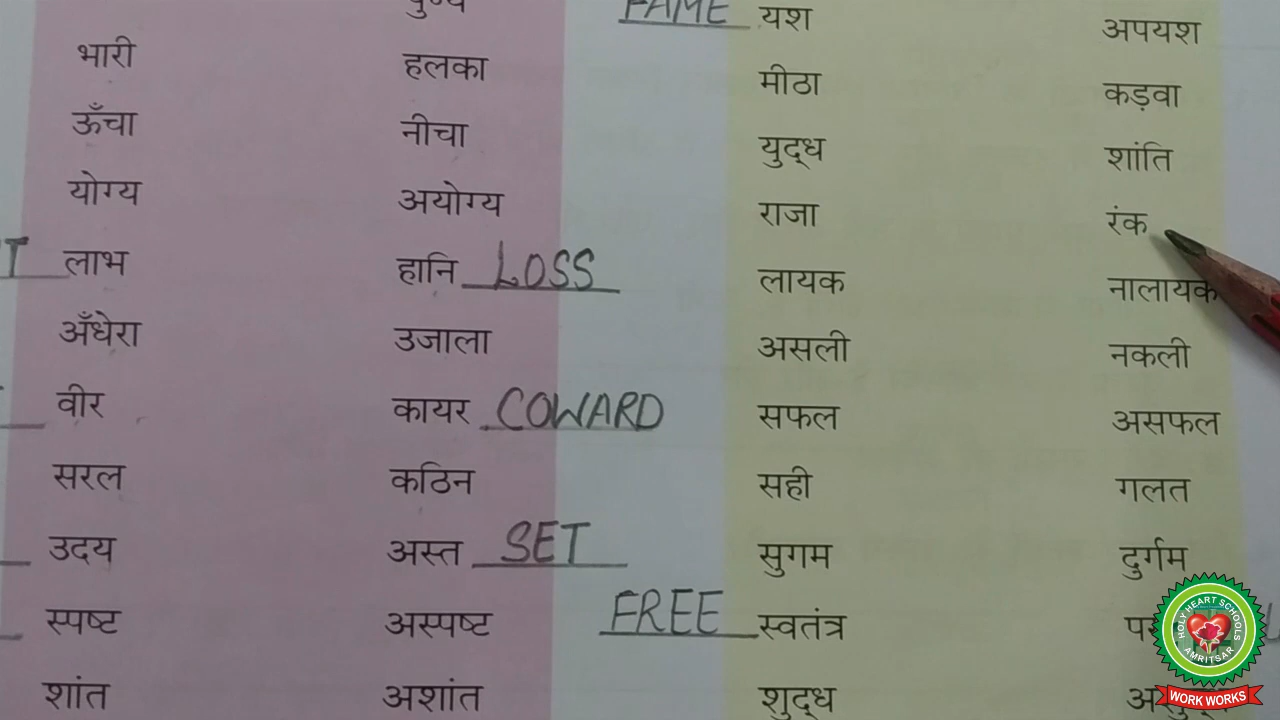 FAME यश अपयश
भारी हलका
मीठा कड़वा
ऊँचा नीचा
युद्ध शांति
योग्य अयोग्य
राजा रंक
लाभ हानि LOSS
लायक नालायक
अँधेरा उजाला
असली नकली
वीर कायर COWARD
सफल असफल
सरल कठिन
सही गलत
उदय अस्त SET
सुगम दुर्गम
स्पष्ट अस्पष्ट
FREE स्वतंत्र
शांत अशांत
शुद्ध
HOLY HEART SCHOOLS
AMRITSAR
WORK WORKS